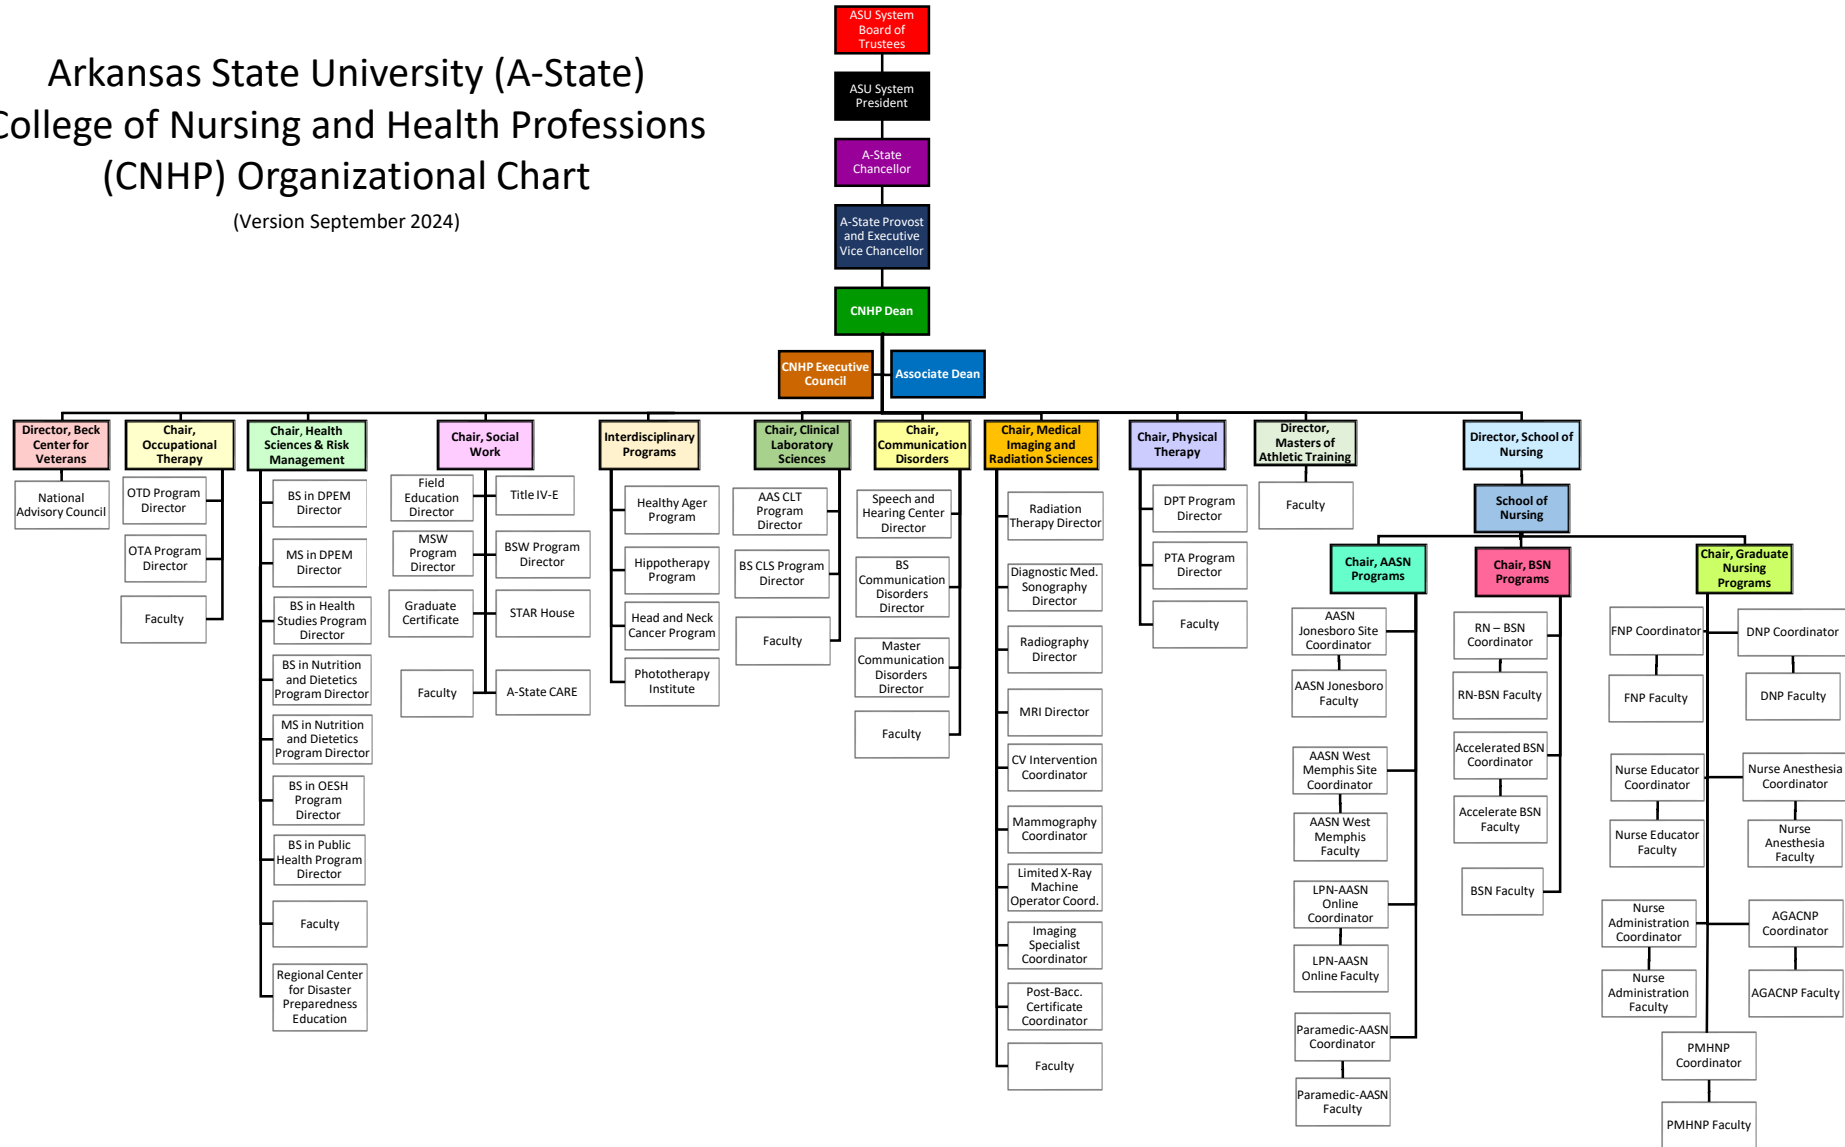 Arkansas State University (A-State)
College of Nursing and Health Professions
(CNHP) Organizational Chart
(Version September 2024)
ASU System
Board of
Trustees
ASU System
President
A-State
Chancellor
A-State Provost
and Executive
Vice Chancellor
CNHP Dean
CNHP Executive
Council
Associate Dean
Director, Beck
Center for
Veterans
National
Advisory Council
Chair,
Occupational
Therapy
OTD Program
Director
OTA Program
Director
Faculty
Chair, Health
Sciences & Risk
Management
BS in DPEM
Director
MS in DPEM
Director
BS in Health
Studies Program
Director
BS in Nutrition
and Dietetics
Program Director
MS in Nutrition
and Dietetics
Program Director
BS in OESH
Program
Director
BS in Public
Health Program
Director
Faculty
Regional Center
for Disaster
Preparedness
Education
Chair, Social
Work
Field
Education
Director
Title IV-E
MSW
Program
Director
BSW Program
Director
Graduate
Certificate
STAR House
Faculty
A-State CARE
Interdisciplinary
Programs
Healthy Ager
Program
Hippotherapy
Program
Head and Neck
Cancer Program
Phototherapy
Institute
Chair, Clinical
Laboratory
Sciences
AAS CLT
Program
Director
BS CLS Program
Director
Faculty
Chair,
Communication
Disorders
Speech and
Hearing Center
Director
BS
Communication
Disorders
Director
Master
Communication
Disorders
Director
Faculty
Chair, Medical
Imaging and
Radiation Sciences
Radiation
Therapy Director
Diagnostic Med.
Sonography
Director
Radiography
Director
MRI Director
CV Intervention
Coordinator
Mammography
Coordinator
Limited X-Ray
Machine
Operator Coord.
Imaging
Specialist
Coordinator
Post-Bacc.
Certificate
Coordinator
Faculty
Chair, Physical
Therapy
DPT Program
Director
PTA Program
Director
Faculty
Director,
Masters of
Athletic Training
Faculty
Director, School of
Nursing
School of
Nursing
Chair, AASN
Programs
AASN
Jonesboro Site
Coordinator
AASN Jonesboro
Faculty
AASN West
Memphis Site
Coordinator
AASN West
Memphis
Faculty
LPN-AASN
Online
Coordinator
LPN-AASN
Online Faculty
Paramedic-AASN
Coordinator
Paramedic-AASN
Faculty
Chair, BSN
Programs
RN – BSN
Coordinator
RN-BSN Faculty
Accelerated BSN
Coordinator
Accelerate BSN
Faculty
BSN Faculty
Chair, Graduate
Nursing
Programs
FNP Coordinator
FNP Faculty
DNP Coordinator
DNP Faculty
Nurse Educator
Coordinator
Nurse Educator
Faculty
Nurse Anesthesia
Coordinator
Nurse
Anesthesia
Faculty
Nurse
Administration
Coordinator
Nurse
Administration
Faculty
AGACNP
Coordinator
AGACNP Faculty
PMHNP
Coordinator
PMHNP Faculty